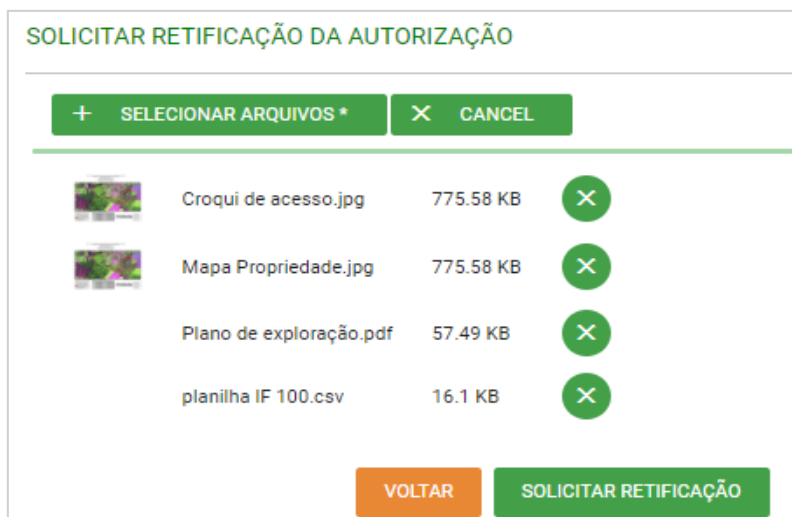 SOLICITAR RETIFICAÇÃO DA AUTORIZAÇÃO
+ SELECIONAR ARQUIVOS * X CANCEL
Croqui de acesso.jpg 775.58 KB
Mapa Propriedade.jpg 775.58 KB
Plano de exploração.pdf 57.49 KB
planilha IF 100.csv 16.1 KB
VOLTAR SOLICITAR RETIFICAÇÃO